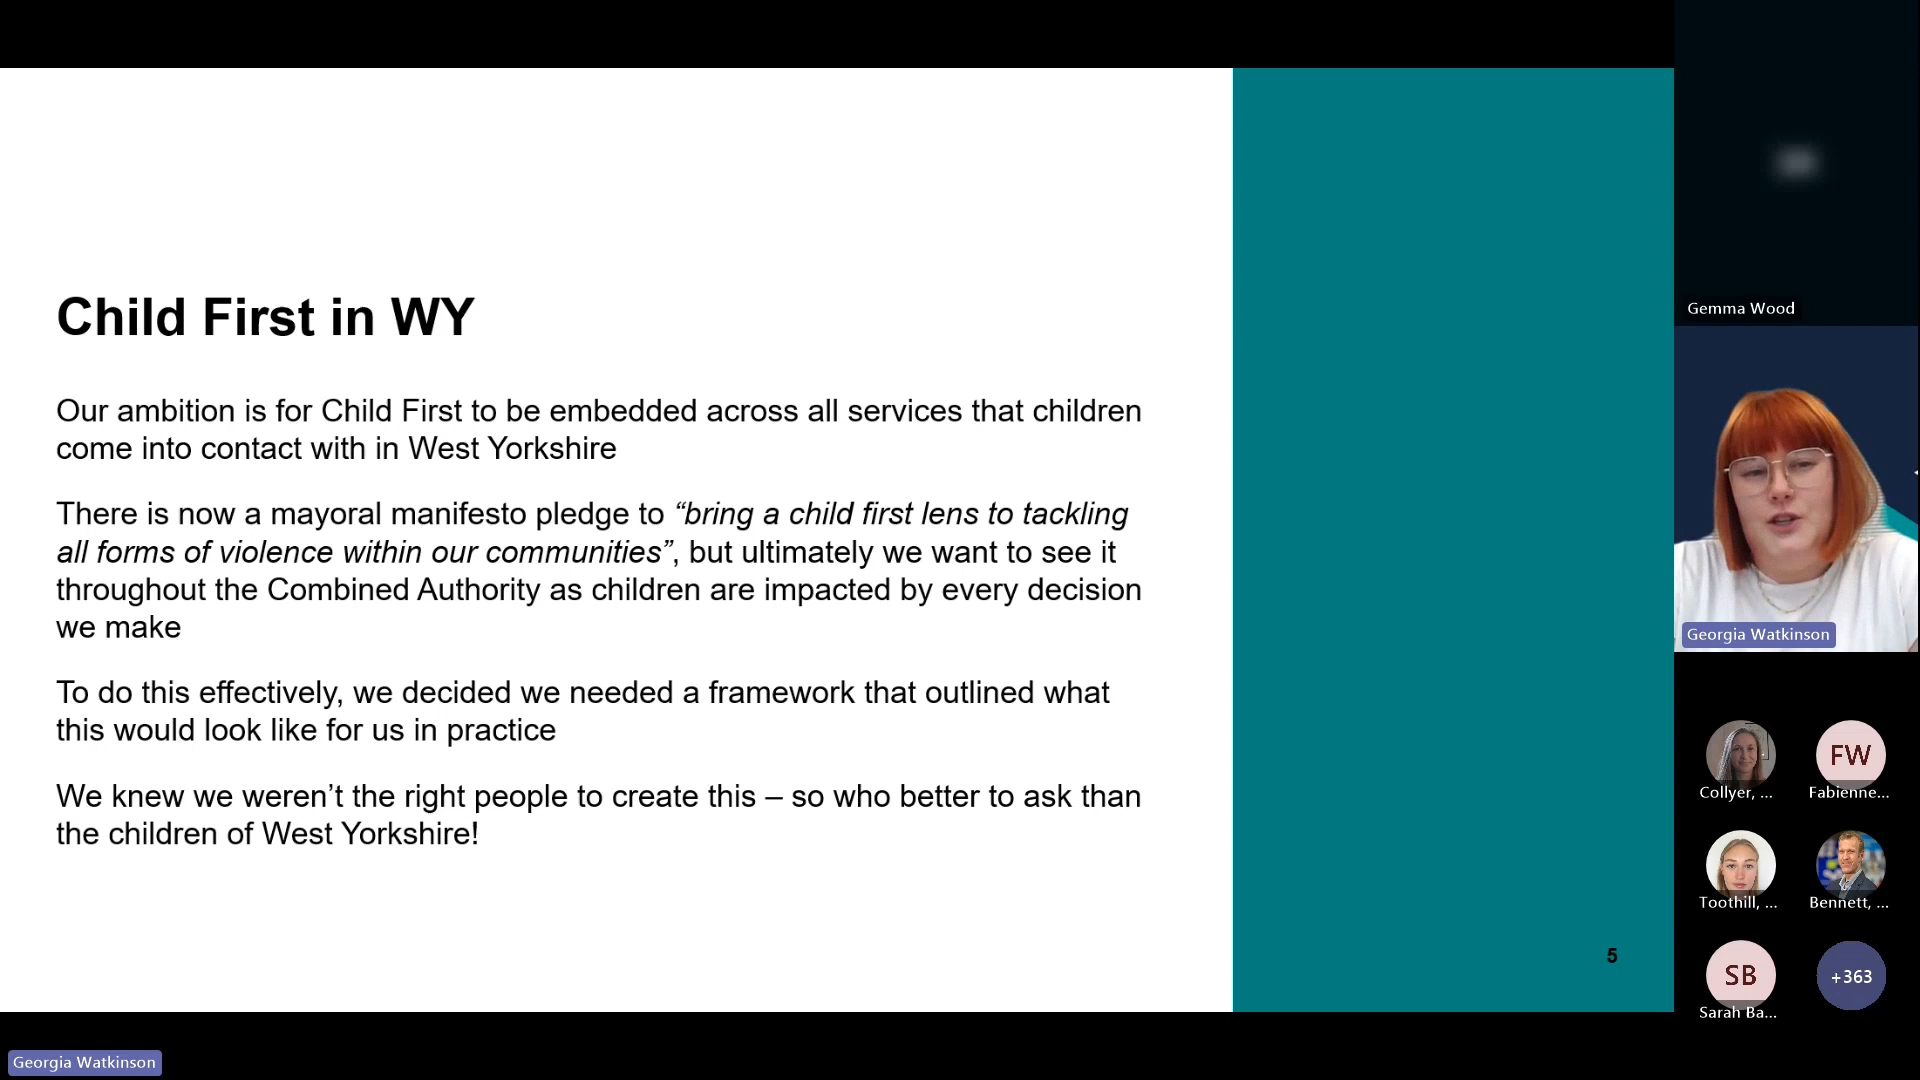 Child First in WY
Our ambition is for Child First to be embedded across all services that children
come into contact with in West Yorkshire
There is now a mayoral manifesto pledge to “bring a child first lens to tackling
all forms of violence within our communities”, but ultimately we want to see it
throughout the Combined Authority as children are impacted by every decision
we make
To do this effectively, we decided we needed a framework that outlined what
this would look like for us in practice
We knew we weren’t the right people to create this – so who better to ask than
the children of West Yorkshire!
5
Gemma Wood
Georgia Watkinson
Collyer, ...
FW
Fabienne...
Toothill, ...
Bennett, ...
SB
Sarah Ba...
+363
Georgia Watkinson